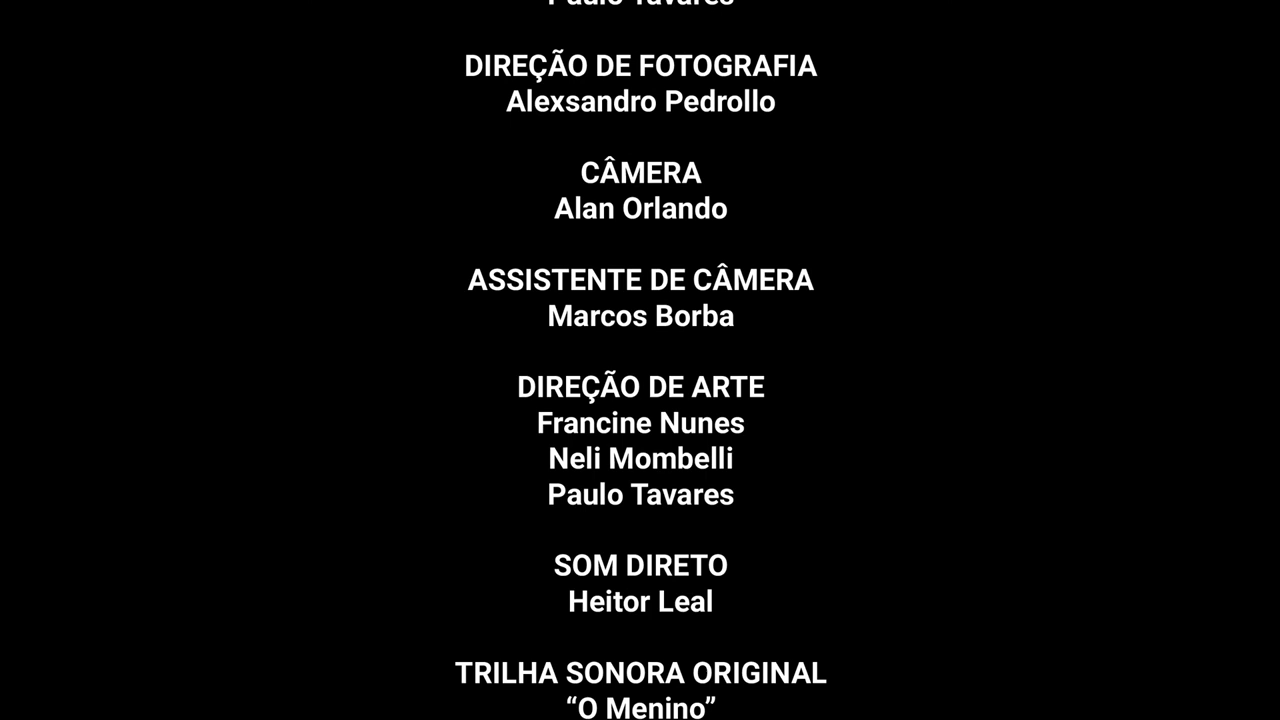 Paulo Tavares
DIREÇÃO DE FOTOGRAFIA
Alexsandro Pedrollo
CÂMERA
Alan Orlando
ASSISTENTE DE CÂMERA
Marcos Borba
DIREÇÃO DE ARTE
Francine Nunes
Neli Mombelli
Paulo Tavares
SOM DIRETO
Heitor Leal
TRILHA SONORA ORIGINAL
“O Menino”